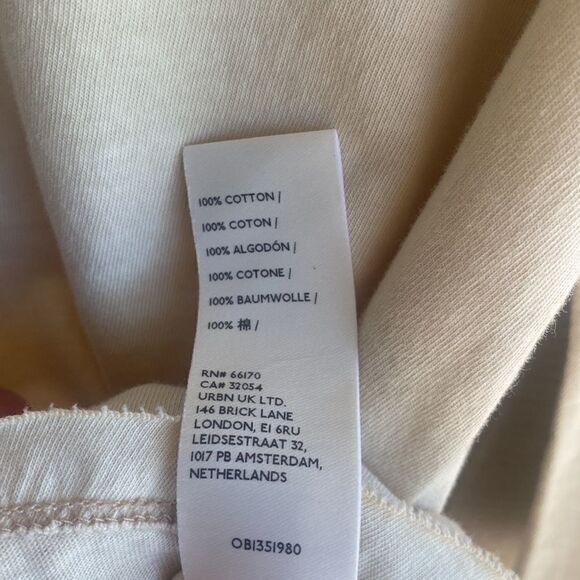 100% COTTON /
100% COTON /
100% ALGODÓN /
100% COTONE /
100% BAUMWOLLE /
100% 棉 /
RN# 66170
CA# 32054
URBN UK LTD.
146 BRICK LANE
LONDON, E1 6RU
LEIDSESTRAAT 32,
1017 PB AMSTERDAM,
NETHERLANDS
OB1351980